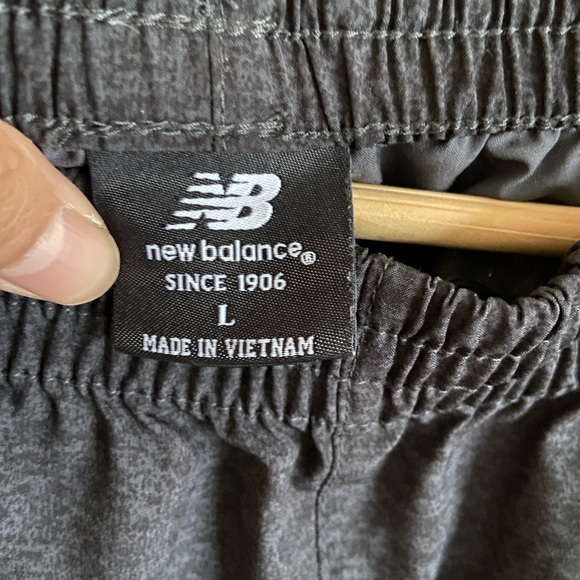 NB
new balance®
SINCE 1906
L
MADE IN VIETNAM